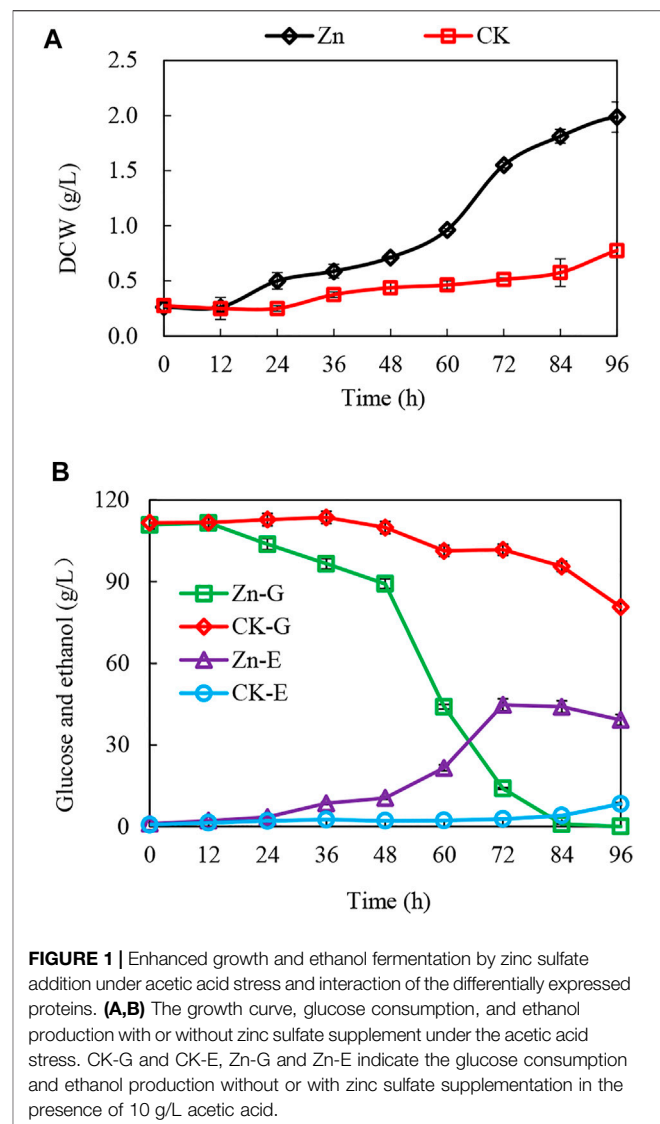 A
Zn CK
2.5
2.0
1.5
1.0
0.5
0.0
DCW (g/L)
0 12 24 36 48 60 72 84 96
Time (h)
B
120
90
60
30
0
Glucose and ethanol (g/L)
Zn-G
CK-G
Zn-E
CK-E
0 12 24 36 48 60 72 84 96
Time (h)
FIGURE 1 | Enhanced growth and ethanol fermentation by zinc sulfate
addition under acetic acid stress and interaction of the differentially expressed
proteins. (A,B) The growth curve, glucose consumption, and ethanol
production with or without zinc sulfate supplement under the acetic acid
stress. CK-G and CK-E, Zn-G and Zn-E indicate the glucose consumption
and ethanol production without or with zinc sulfate supplementation in the
presence of 10 g/L acetic acid.